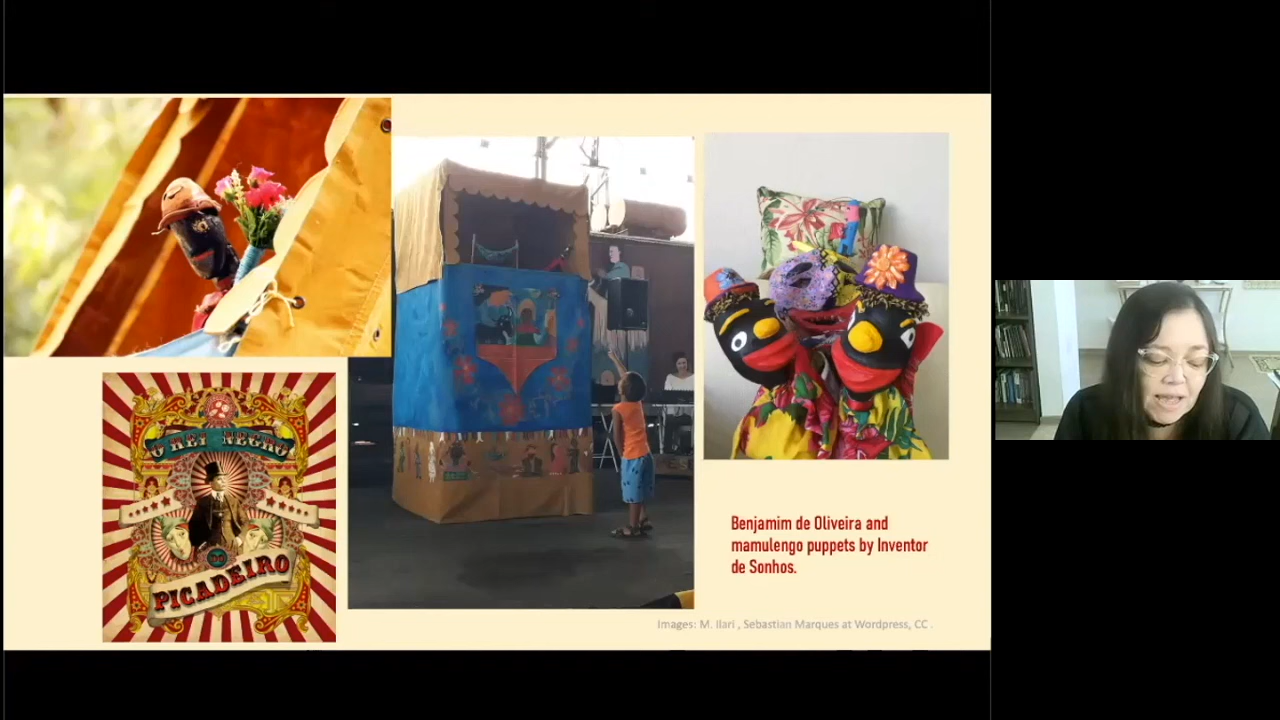 O REI NEGRO
PICADEIRO
Benjamim de Oliveira and
mamulengo puppets by Inventor
de Sonhos.
Images: M. Ilari , Sebastian Marques at Wordpress, CC .